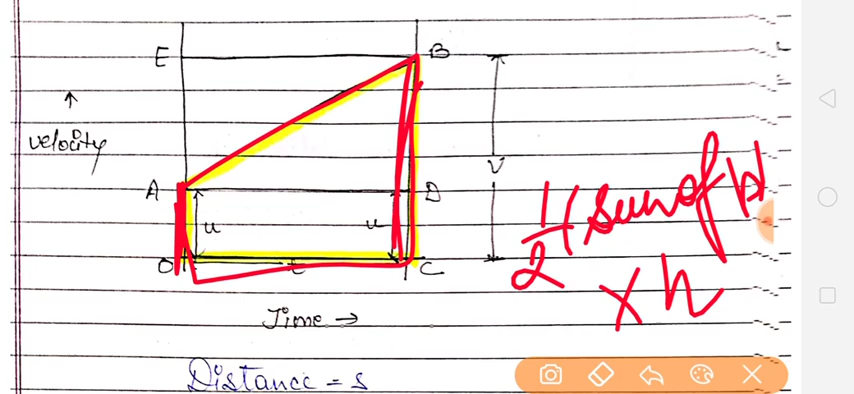 E B
↑
velocity V
A D
u u
O t C
Time →
1/2 (Sum of
× h
Distance = s